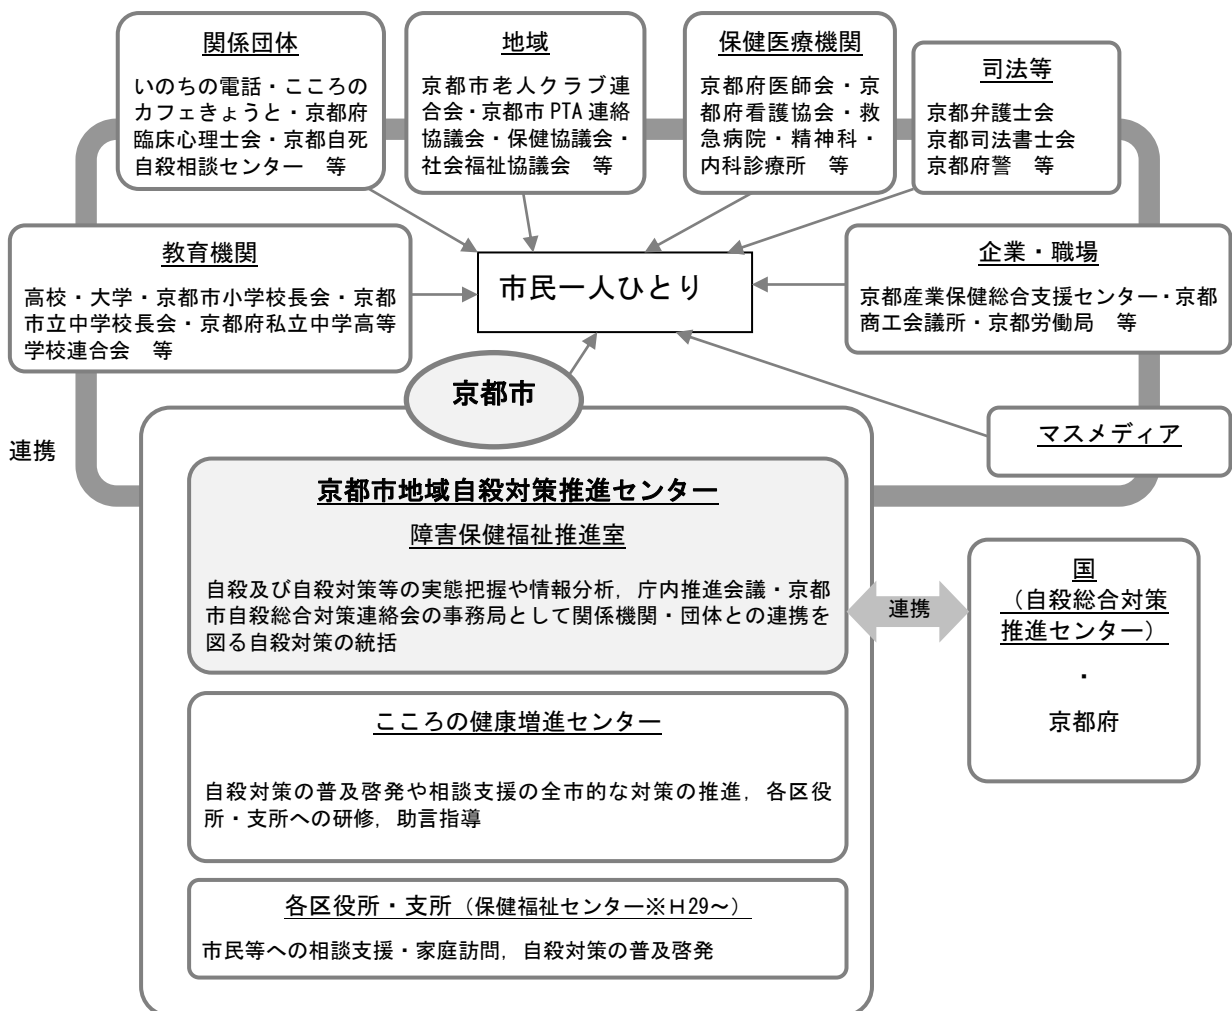 関係団体
いのちの電話・こころの
カフェきょうと・京都府
臨床心理士会・京都自死
自殺相談センター　等
地域
京都市老人クラブ連
合会・京都市 PTA 連絡
協議会・保健協議会・
社会福祉協議会　等
保健医療機関
京都府医師会・京
都府看護協会・救
急病院・精神科・
内科診療所　等
司法等
京都弁護士会
京都司法書士会
京都府警　等
教育機関
高校・大学・京都市小学校長会・京都
市立中学校長会・京都府私立中学高等
学校連合会　等
市民一人ひとり
企業・職場
京都産業保健総合支援センター・京都
商工会議所・京都労働局　等
京都市
マスメディア
連携
京都市地域自殺対策推進センター
障害保健福祉推進室
自殺及び自殺対策等の実態把握や情報分析，庁内推進会議・京都
市自殺総合対策連絡会の事務局として関係機関・団体との連携を
図る自殺対策の統括
連携
国
（自殺総合対策
推進センター）
・
京都府
こころの健康増進センター
自殺対策の普及啓発や相談支援の全市的な対策の推進，各区役
所・支所への研修，助言指導
各区役所・支所（保健福祉センター※Ｈ29～）
市民等への相談支援・家庭訪問，自殺対策の普及啓発